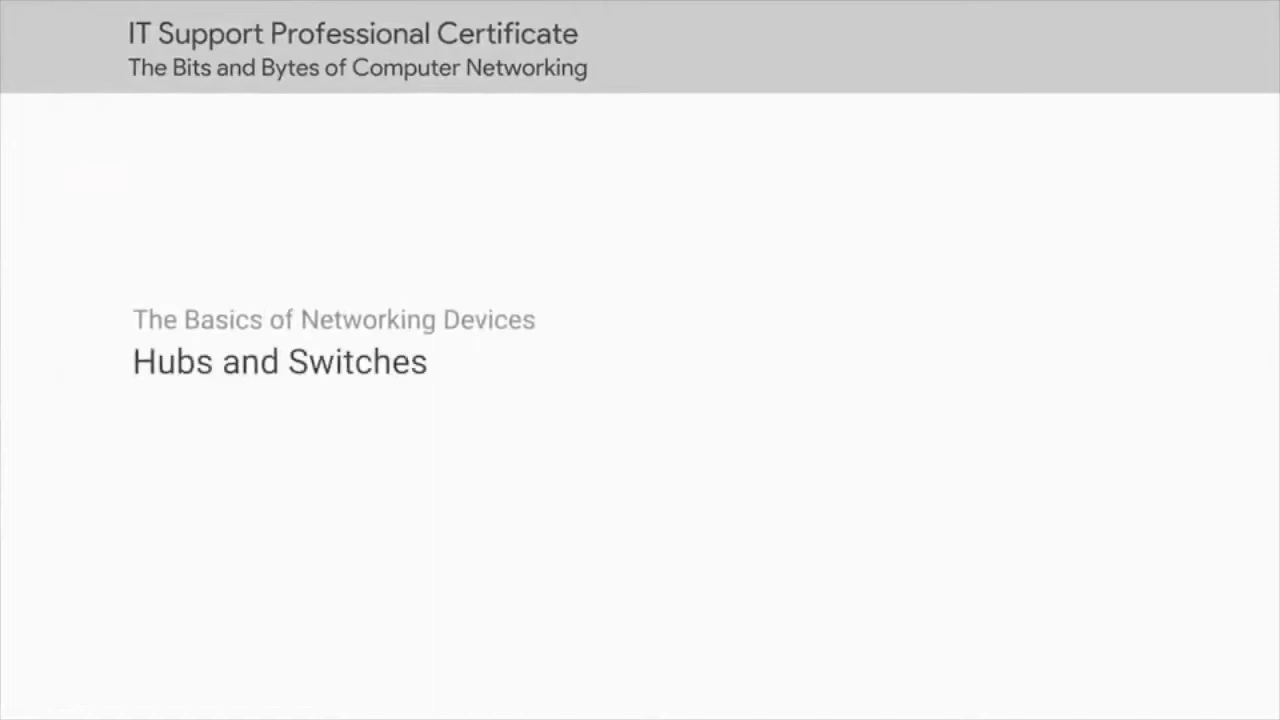 IT Support Professional Certificate
The Bits and Bytes of Computer Networking
The Basics of Networking Devices
Hubs and Switches